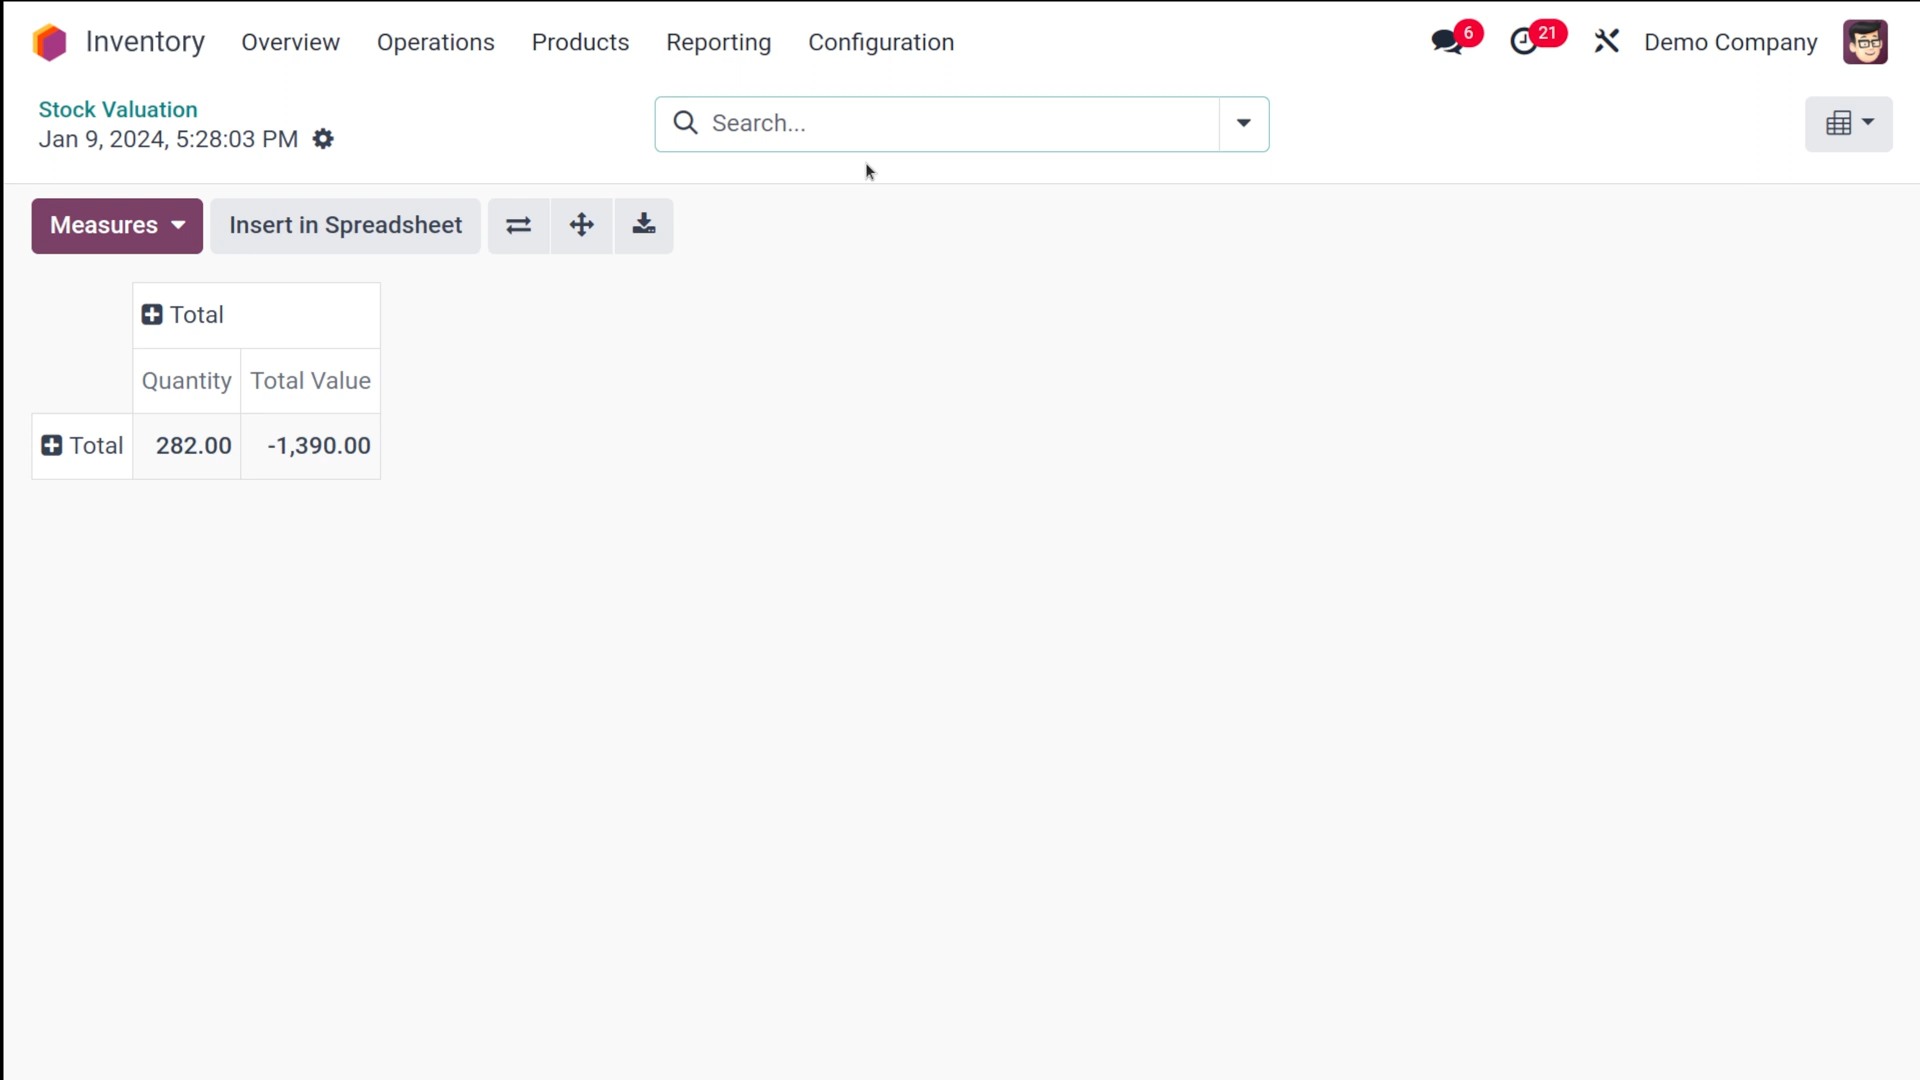 Inventory Overview Operations Products Reporting Configuration 6 21 Demo Company
Stock Valuation
Jan 9, 2024, 5:28:03 PM
Search...
Measures Insert in Spreadsheet
Total
Quantity Total Value
Total 282.00 -1,390.00